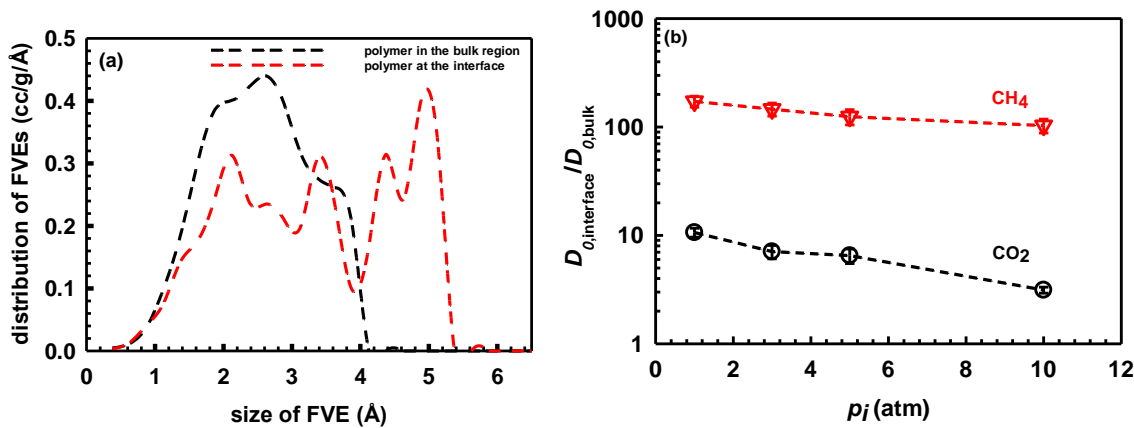 (a)
polymer in the bulk region
polymer at the interface
distribution of FVEs (cc/g/Å)
0.5
0.4
0.3
0.2
0.1
0.0
0 1 2 3 4 5 6
size of FVE (Å)
(b)
CH4
CO2
D0,interface/D0,bulk
1000
100
10
1
0 2 4 6 8 10 12
pi (atm)